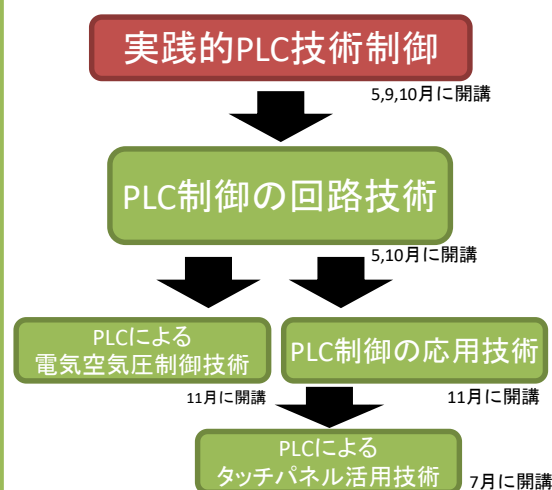 実践的PLC技術制御
5,9,10月に開講
PLC制御の回路技術
5,10月に開講
PLCによる
電気空気圧制御技術
11月に開講
PLC制御の応用技術
11月に開講
PLCによる
タッチパネル活用技術
7月に開講